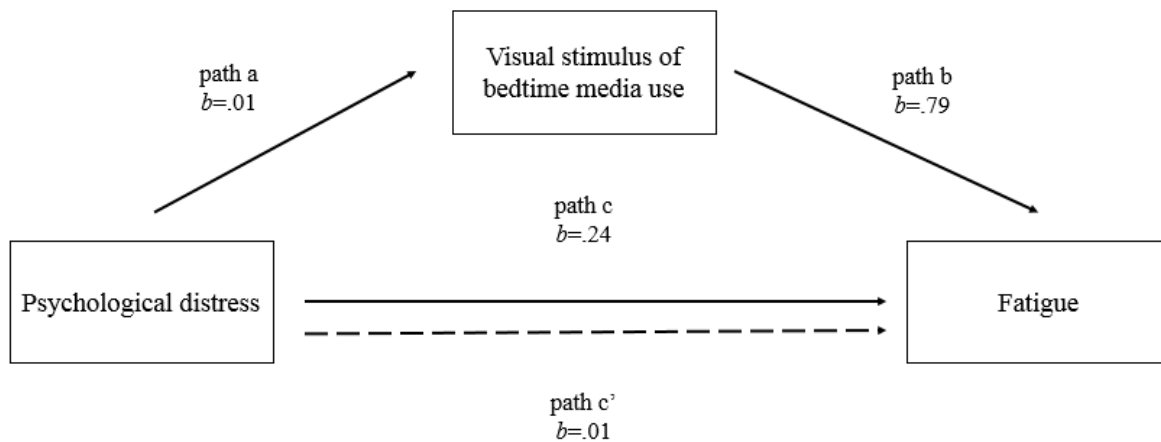 Visual stimulus of
bedtime media use
path a
b=.01
path b
b=.79
path c
b=.24
Psychological distress
Fatigue
path c’
b=.01